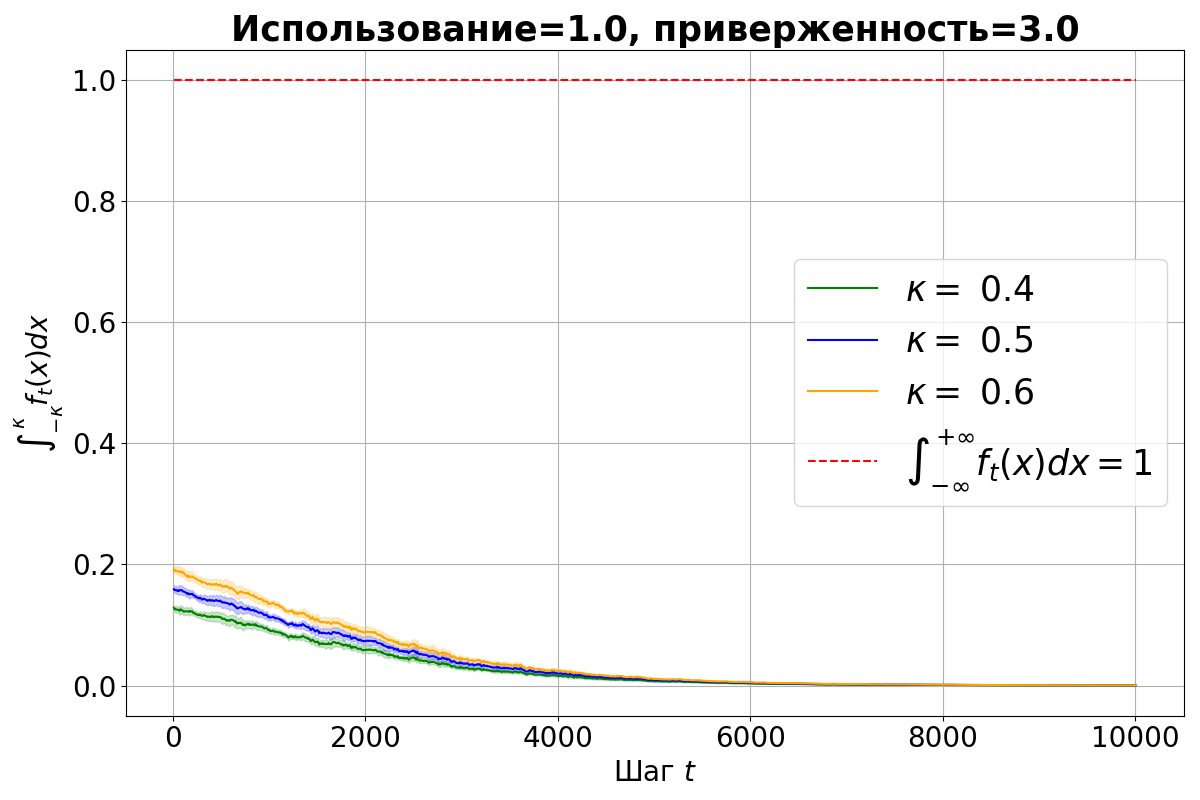 Использование=1.0, приверженность=3.0
1.0
0.8
0.6
0.4
0.2
0.0
∫_{-κ}^{κ} f_t(x)dx
κ = 0.4
κ = 0.5
κ = 0.6
∫_{-∞}^{+∞} f_t(x)dx = 1
0 2000 4000 6000 8000 10000
Шаг t